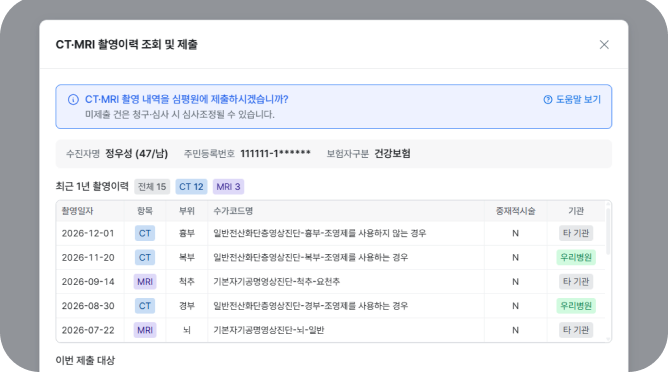 CT·MRI 촬영이력 조회 및 제출
CT·MRI 촬영 내역을 심평원에 제출하시겠습니까?
도움말 보기
미제출 건은 청구·심사 시 심사조정될 수 있습니다.
수진자명 정우성 (47/남) 주민등록번호 111111-1****** 보험자구분 건강보험
최근 1년 촬영이력 전체 15 CT 12 MRI 3
촬영일자 항목 부위 수가코드명 중재적시술 기관
2026-12-01 CT 흉부 일반전산화단층영상진단-흉부-조영제를 사용하지 않는 경우 N 타 기관
2026-11-20 CT 복부 일반전산화단층영상진단-복부-조영제를 사용하는 경우 N 우리병원
2026-09-14 MRI 척추 기본자기공명영상진단-척추-요천추 N 타 기관
2026-08-30 CT 경부 일반전산화단층영상진단-경부-조영제를 사용하는 경우 N 우리병원
2026-07-22 MRI 뇌 기본자기공명영상진단-뇌-일반 N 타 기관
이번 제출 대상